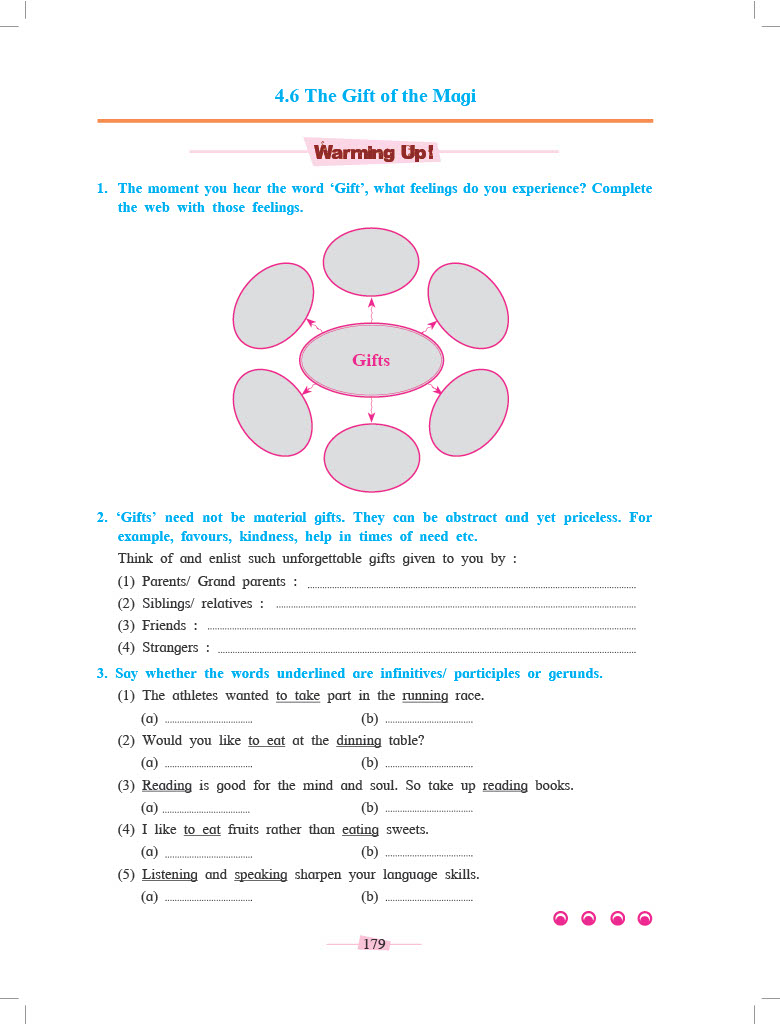 4.6 The Gift of the Magi
Warming Up!
1. The moment you hear the word ‘Gift’, what feelings do you experience? Complete
the web with those feelings.
Gifts
2. ‘Gifts’ need not be material gifts. They can be abstract and yet priceless. For
example, favours, kindness, help in times of need etc.
Think of and enlist such unforgettable gifts given to you by :
(1) Parents/ Grand parents : ....................
(2) Siblings/ relatives : ....................
(3) Friends : ....................
(4) Strangers : ....................
3. Say whether the words underlined are infinitives/ participles or gerunds.
(1) The athletes wanted to take part in the running race.
(a) .................... (b) ....................
(2) Would you like to eat at the dinning table?
(a) .................... (b) ....................
(3) Reading is good for the mind and soul. So take up reading books.
(a) .................... (b) ....................
(4) I like to eat fruits rather than eating sweets.
(a) .................... (b) ....................
(5) Listening and speaking sharpen your language skills.
(a) .................... (b) ....................
179